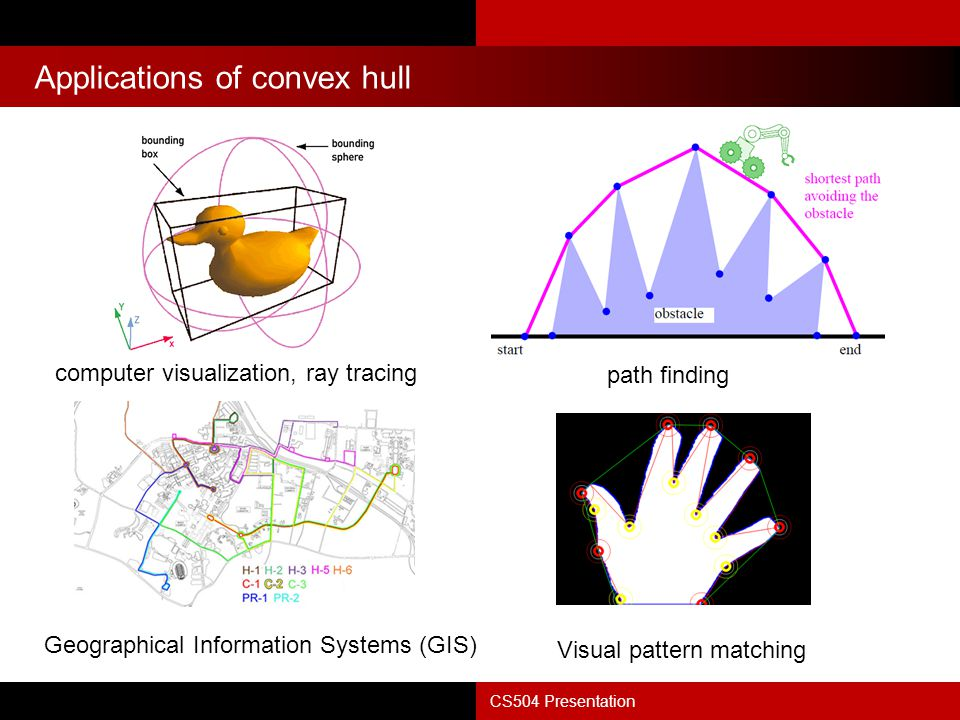 Applications of convex hull
bounding
box
bounding
sphere
Y
Z
X
computer visualization, ray tracing
shortest path
avoiding the
obstacle
obstacle
start
end
path finding
H-1 H-2 H-3 H-5 H-6
C-1 C-2 C-3
PR-1 PR-2
Geographical Information Systems (GIS)
Visual pattern matching
CS504 Presentation